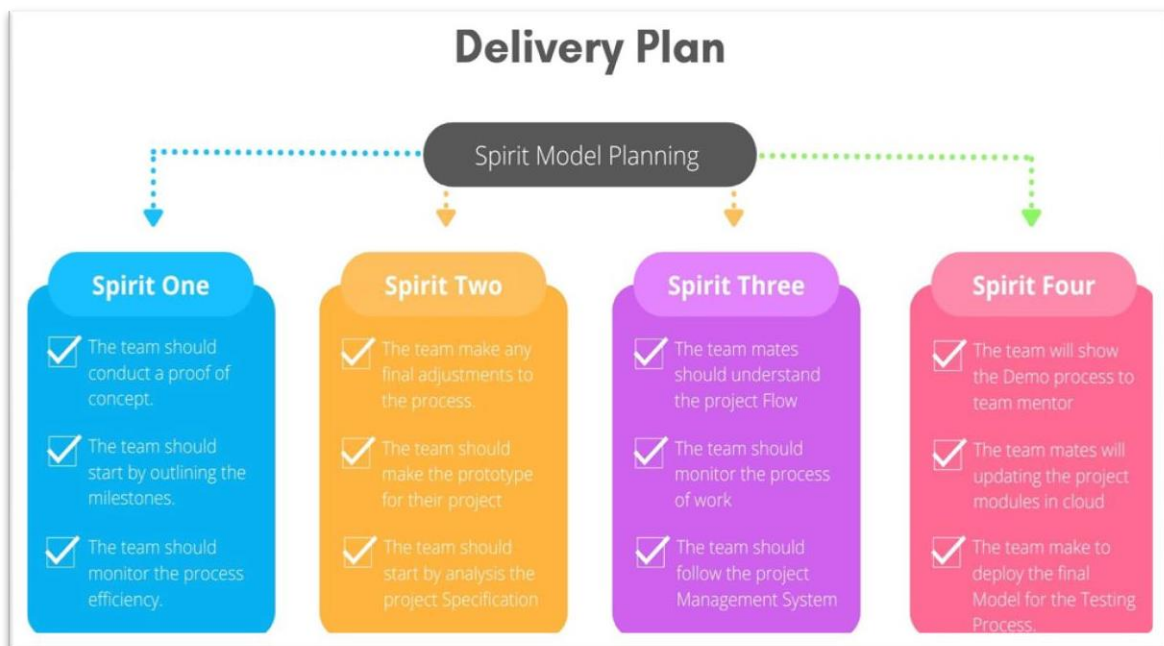 Delivery Plan
Spirit Model Planning
Spirit One
The team should
conduct a proof of
concept.
The team should
start by outlining the
milestones.
The team should
monitor the process
efficiency.
Spirit Two
The team make any
final adjustments to
the process.
The team should
make the prototype
for their project
The team should
start by analysis the
project Specification
Spirit Three
The team mates
should understand
the project Flow
The team should
monitor the process
of work
The team should
follow the project
Management System
Spirit Four
The team will show
the Demo process to
team mentor
The team mates will
updating the project
modules in cloud
The team make to
deploy the final
Model for the Testing
Process.